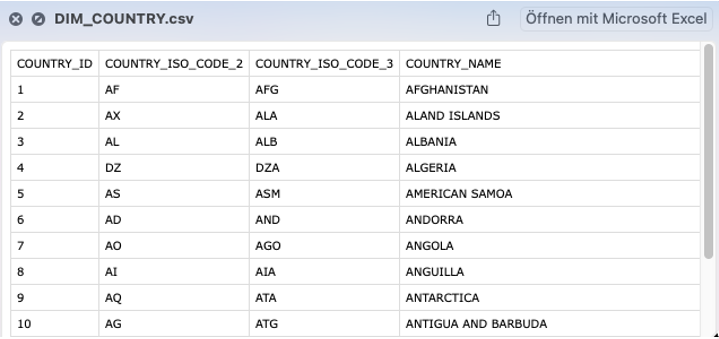 DIM_COUNTRY.csv Öffnen mit Microsoft Excel
COUNTRY_ID COUNTRY_ISO_CODE_2 COUNTRY_ISO_CODE_3 COUNTRY_NAME
1 AF AFG AFGHANISTAN
2 AX ALA ALAND ISLANDS
3 AL ALB ALBANIA
4 DZ DZA ALGERIA
5 AS ASM AMERICAN SAMOA
6 AD AND ANDORRA
7 AO AGO ANGOLA
8 AI AIA ANGUILLA
9 AQ ATA ANTARCTICA
10 AG ATG ANTIGUA AND BARBUDA